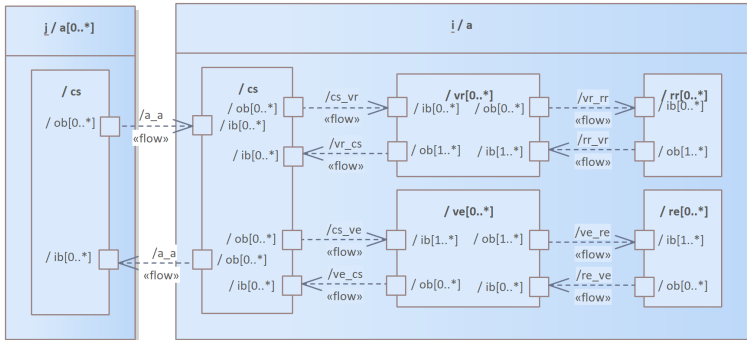 j / a[0..*]
i / a
/ cs
/ ob[0..*]
/ ib[0..*]
/a_a
«flow»
/a_a
«flow»
/ cs
/ ob[0..*]
/ ib[0..*]
/ ib[0..*]
/ ob[0..*]
/ ob[0..*]
/ ib[0..*]
/cs_vr
«flow»
/vr_cs
«flow»
/cs_ve
«flow»
/ve_cs
«flow»
/ vr[0..*]
/ ib[0..*]
/ ob[0..*]
/ ob[1..*]
/ ib[1..*]
/vr_rr
«flow»
/rr_vr
«flow»
/ rr[0..*]
/ ib[0..*]
/ ob[1..*]
/ ve[0..*]
/ ib[1..*]
/ ob[1..*]
/ ob[0..*]
/ ib[0..*]
/ve_re
«flow»
/re_ve
«flow»
/ re[0..*]
/ ib[1..*]
/ ob[0..*]